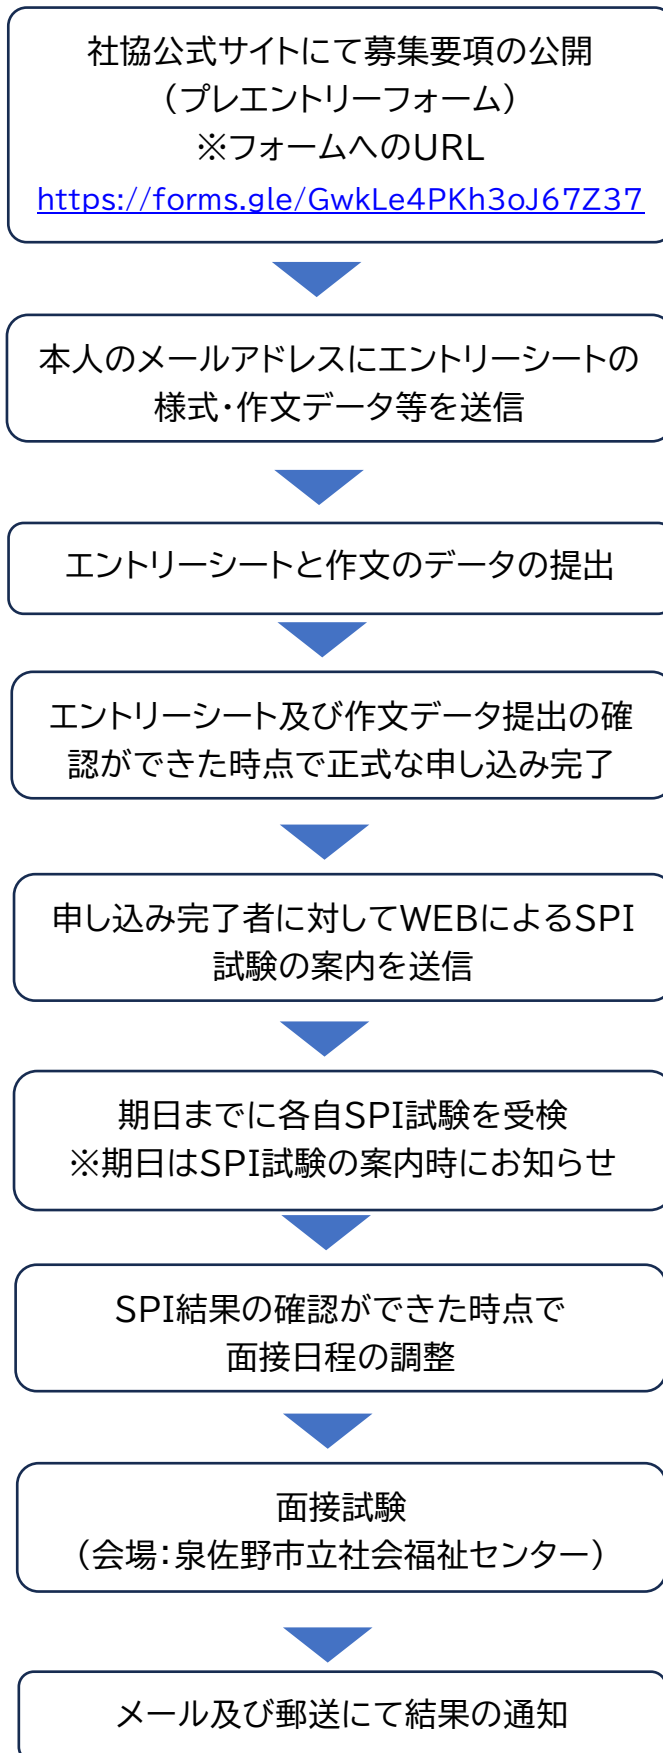 社協公式サイトにて募集要項の公開
（プレエントリーフォーム）
※フォームへのURL
https://forms.gle/GwkLe4PKh3oJ67Z37
本人のメールアドレスにエントリーシートの
様式・作文データ等を送信
エントリーシートと作文のデータの提出
エントリーシート及び作文データ提出の確
認ができた時点で正式な申し込み完了
申し込み完了者に対してWEBによるSPI
試験の案内を送信
期日までに各自SPI試験を受検
※期日はSPI試験の案内時にお知らせ
SPI結果の確認ができた時点で
面接日程の調整
面接試験
（会場：泉佐野市立社会福祉センター）
メール及び郵送にて結果の通知